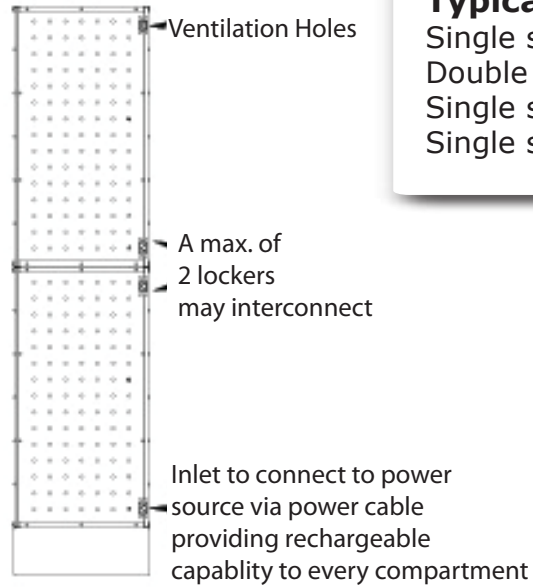 Ventilation Holes
Single s
Double
Single s
Single s
A max. of
2 lockers
may interconnect
Inlet to connect to power
source via power cable
providing rechargeable
capablity to every compartment